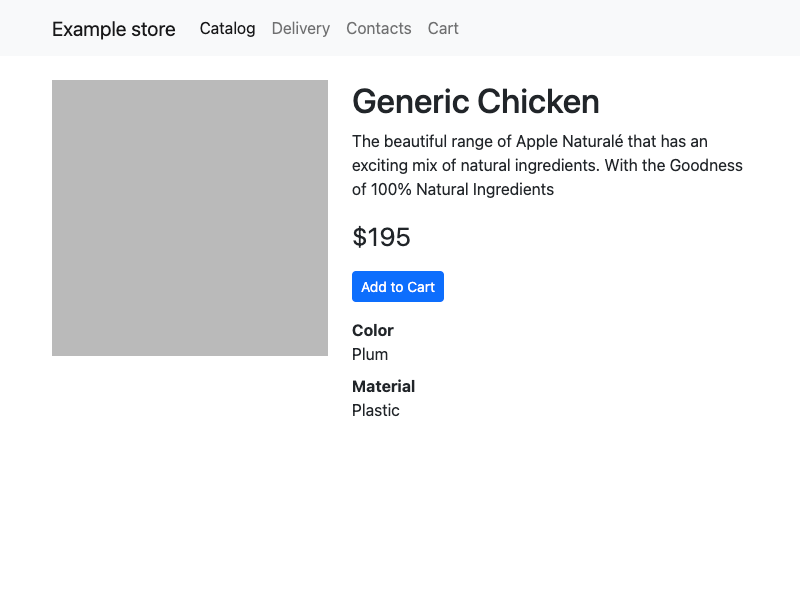 Example store Catalog Delivery Contacts Cart
Generic Chicken
The beautiful range of Apple Naturalé that has an
exciting mix of natural ingredients. With the Goodness
of 100% Natural Ingredients
$195
Add to Cart
Color
Plum
Material
Plastic